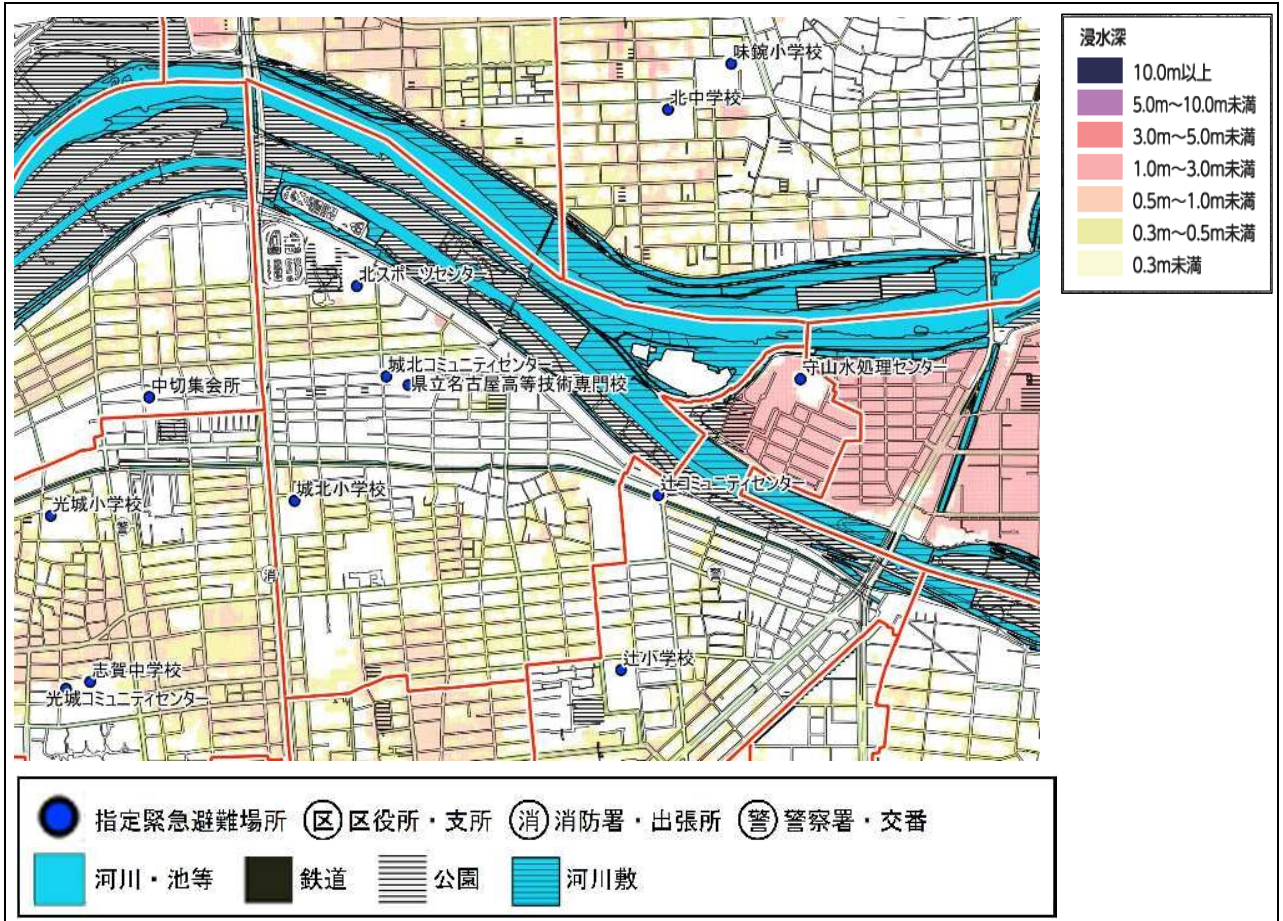 味鋺小学校
北中学校
北スポーツセンター
城北コミュニティセンター
県立名古屋高等技術専門校
中切集会所
守山水処理センター
辻コミュニティセンター
城北小学校
光城小学校
警
消
警
辻小学校
志賀中学校
光城コミュニティセンター
浸水深
10.0m以上
5.0m～10.0m未満
3.0m～5.0m未満
1.0m～3.0m未満
0.5m～1.0m未満
0.3m～0.5m未満
0.3m未満
指定緊急避難場所 区 区役所・支所 消 消防署・出張所 警 警察署・交番
河川・池等 鉄道 公園 河川敷